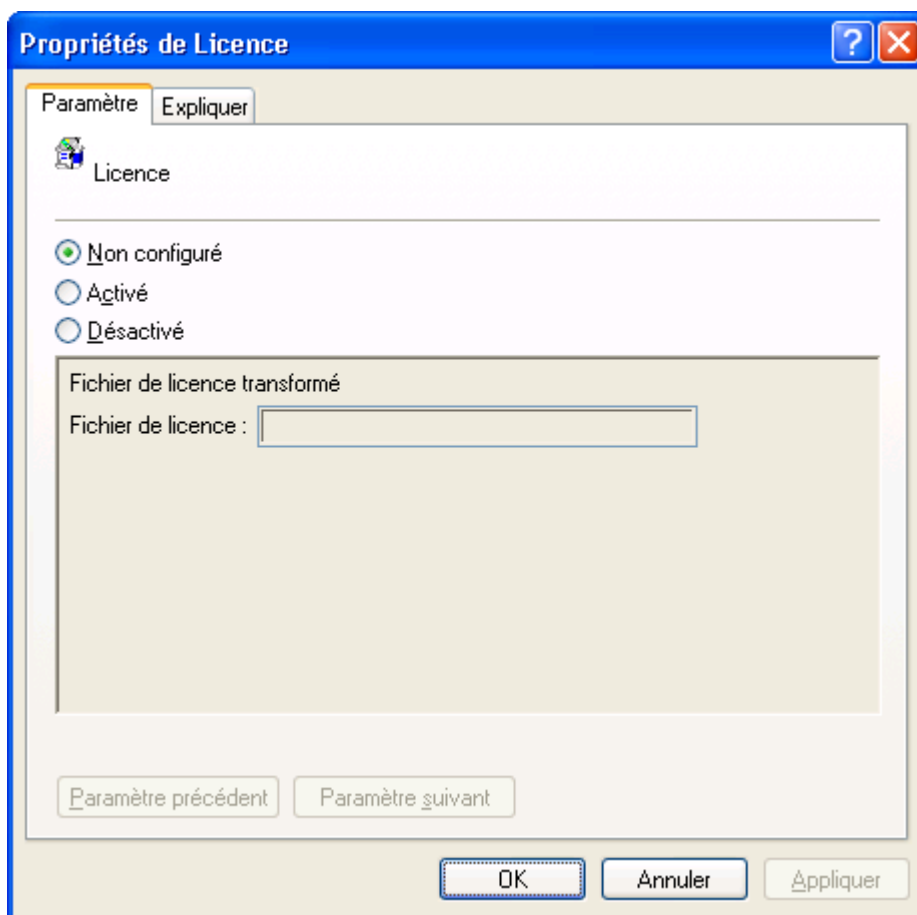 Propriétés de Licence
Paramètre Expliquer
Licence
Non configuré
Activé
Désactivé
Fichier de licence transformé
Fichier de licence :
Paramètre précédent Paramètre suivant
OK Annuler Appliquer